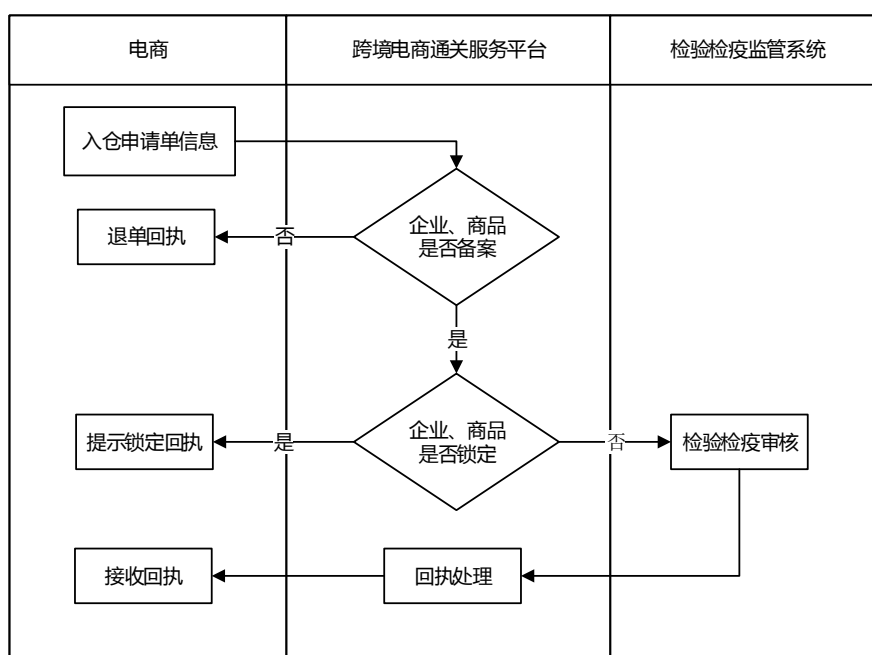 电商
跨境电商通关服务平台
检验检疫监管系统
入仓申请单信息
企业、商品
是否备案
否
退单回执
是
企业、商品
是否锁定
是
提示锁定回执
否
检验检疫审核
回执处理
接收回执